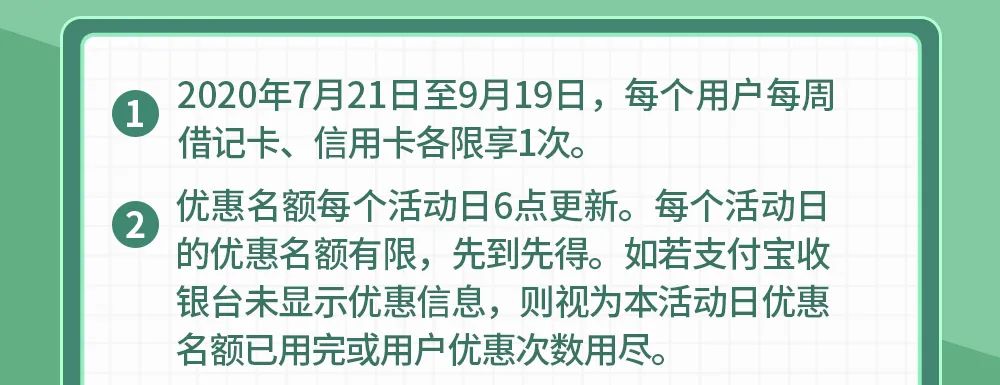 1 2020年7月21日至9月19日，每个用户每周
借记卡、信用卡各限享1次。
2 优惠名额每个活动日6点更新。每个活动日
的优惠名额有限，先到先得。如若支付宝收
银台未显示优惠信息，则视为本活动日优惠
名额已用完或用户优惠次数用尽。